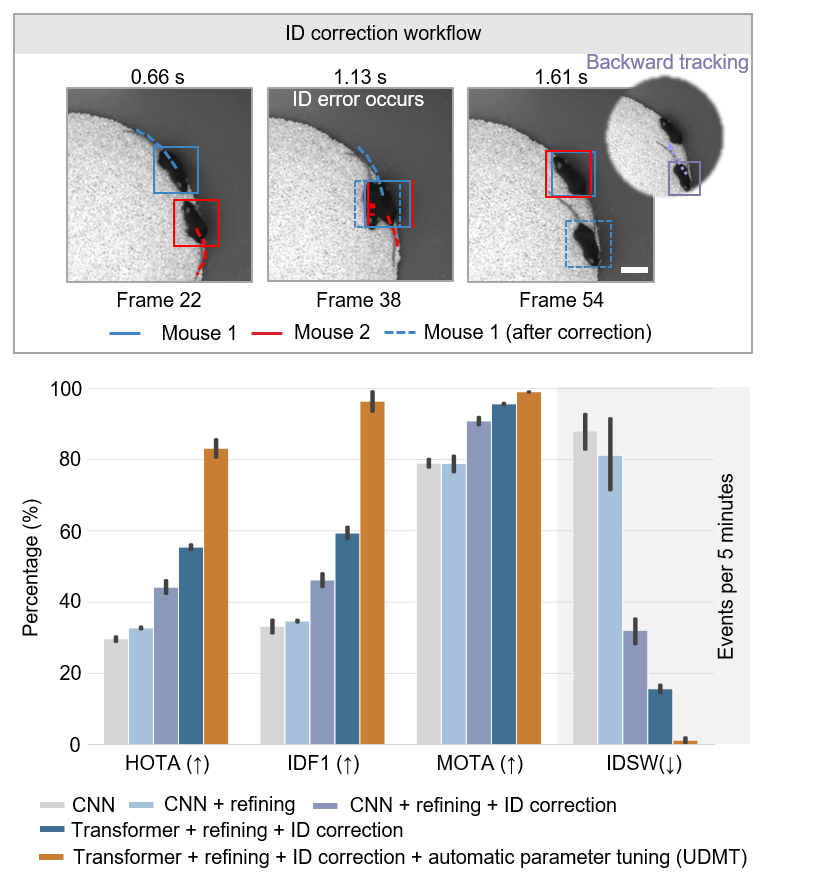 ID correction workflow
Backward tracking
0.66 s
1.13 s
1.61 s
ID error occurs
Frame 22
Frame 38
Frame 54
Mouse 1
Mouse 2
Mouse 1 (after correction)
Percentage (%)
100
80
60
40
20
0
Events per 5 minutes
HOTA (↑)
IDF1 (↑)
MOTA (↑)
IDSW(↓)
CNN
CNN + refining
CNN + refining + ID correction
Transformer + refining + ID correction
Transformer + refining + ID correction + automatic parameter tuning (UDMT)